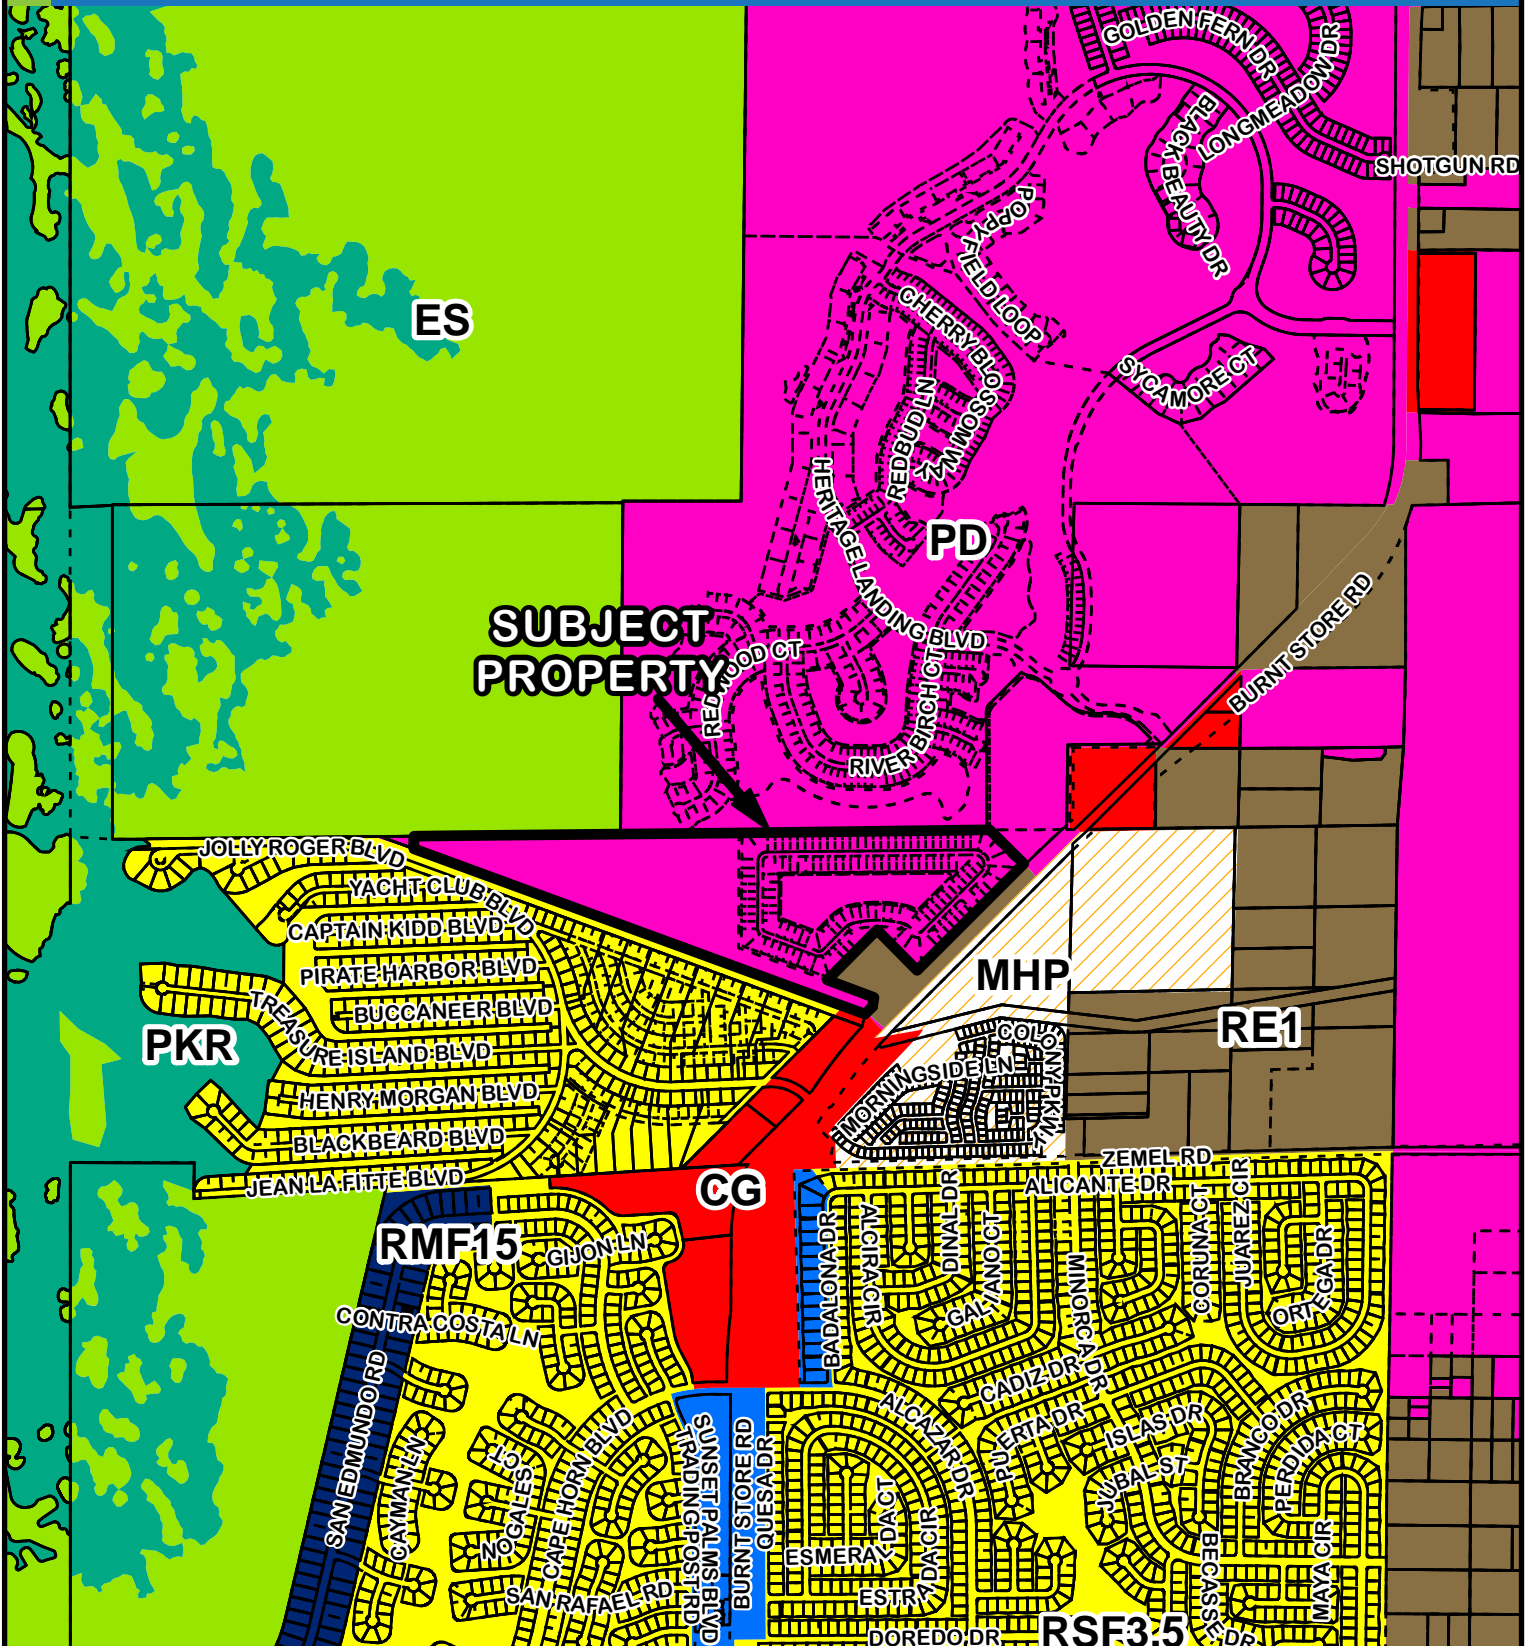 GOLDEN FERN DR
LONGMEADOW DR
BLACK BEAUTY DR
SHOTGUN RD
POPPY FIELD LOOP
ES
CHERRY BLOSSOM WAY
SYCAMORE CT
REDBUD LN
HERITAGE LANDING BLVD
PD
SUBJECT
PROPERTY
REDWOOD CT
RIVER BIRCH CT
BURNT STORE RD
JOLLY ROGER BLVD
YACHT CLUB BLVD
CAPTAIN KIDD BLVD
PIRATE HARBOR BLVD
MHP
TREASURE ISLAND BLVD
BUCCANEER BLVD
RE1
PKR
COLONY PKWY
MORNINGSIDE LN
HENRY MORGAN BLVD
BLACKBEARD BLVD
JEAN LA FITTE BLVD
ZEMEL RD
CG
ALICANTE DR
RMF15
GIJON LN
BADALONA DR
ALCIRA CIR
DINAL DR
GALVANO CT
MINORCA DR
CORUNA CT
JUAREZ CIR
ORTEGA DR
CONTRA COSTA LN
SAN EDMUNDO RD
CADIZ DR
ALCAZAR DR
PUERTA DR
ISLAS DR
BRANCO DR
PERDIDA CT
JUBAL ST
CAYMAN LN
NOGALES CT
CAPE HORN BLVD
TRADING POST RD
SUNSET PALMS BLVD
BURNT STORE RD
QUESA DR
ESMERALDA CT
ESTRADA CIR
BECASSE DR
MAYA CIR
SAN RAFAEL RD
DOREDO DR
RSF3.5